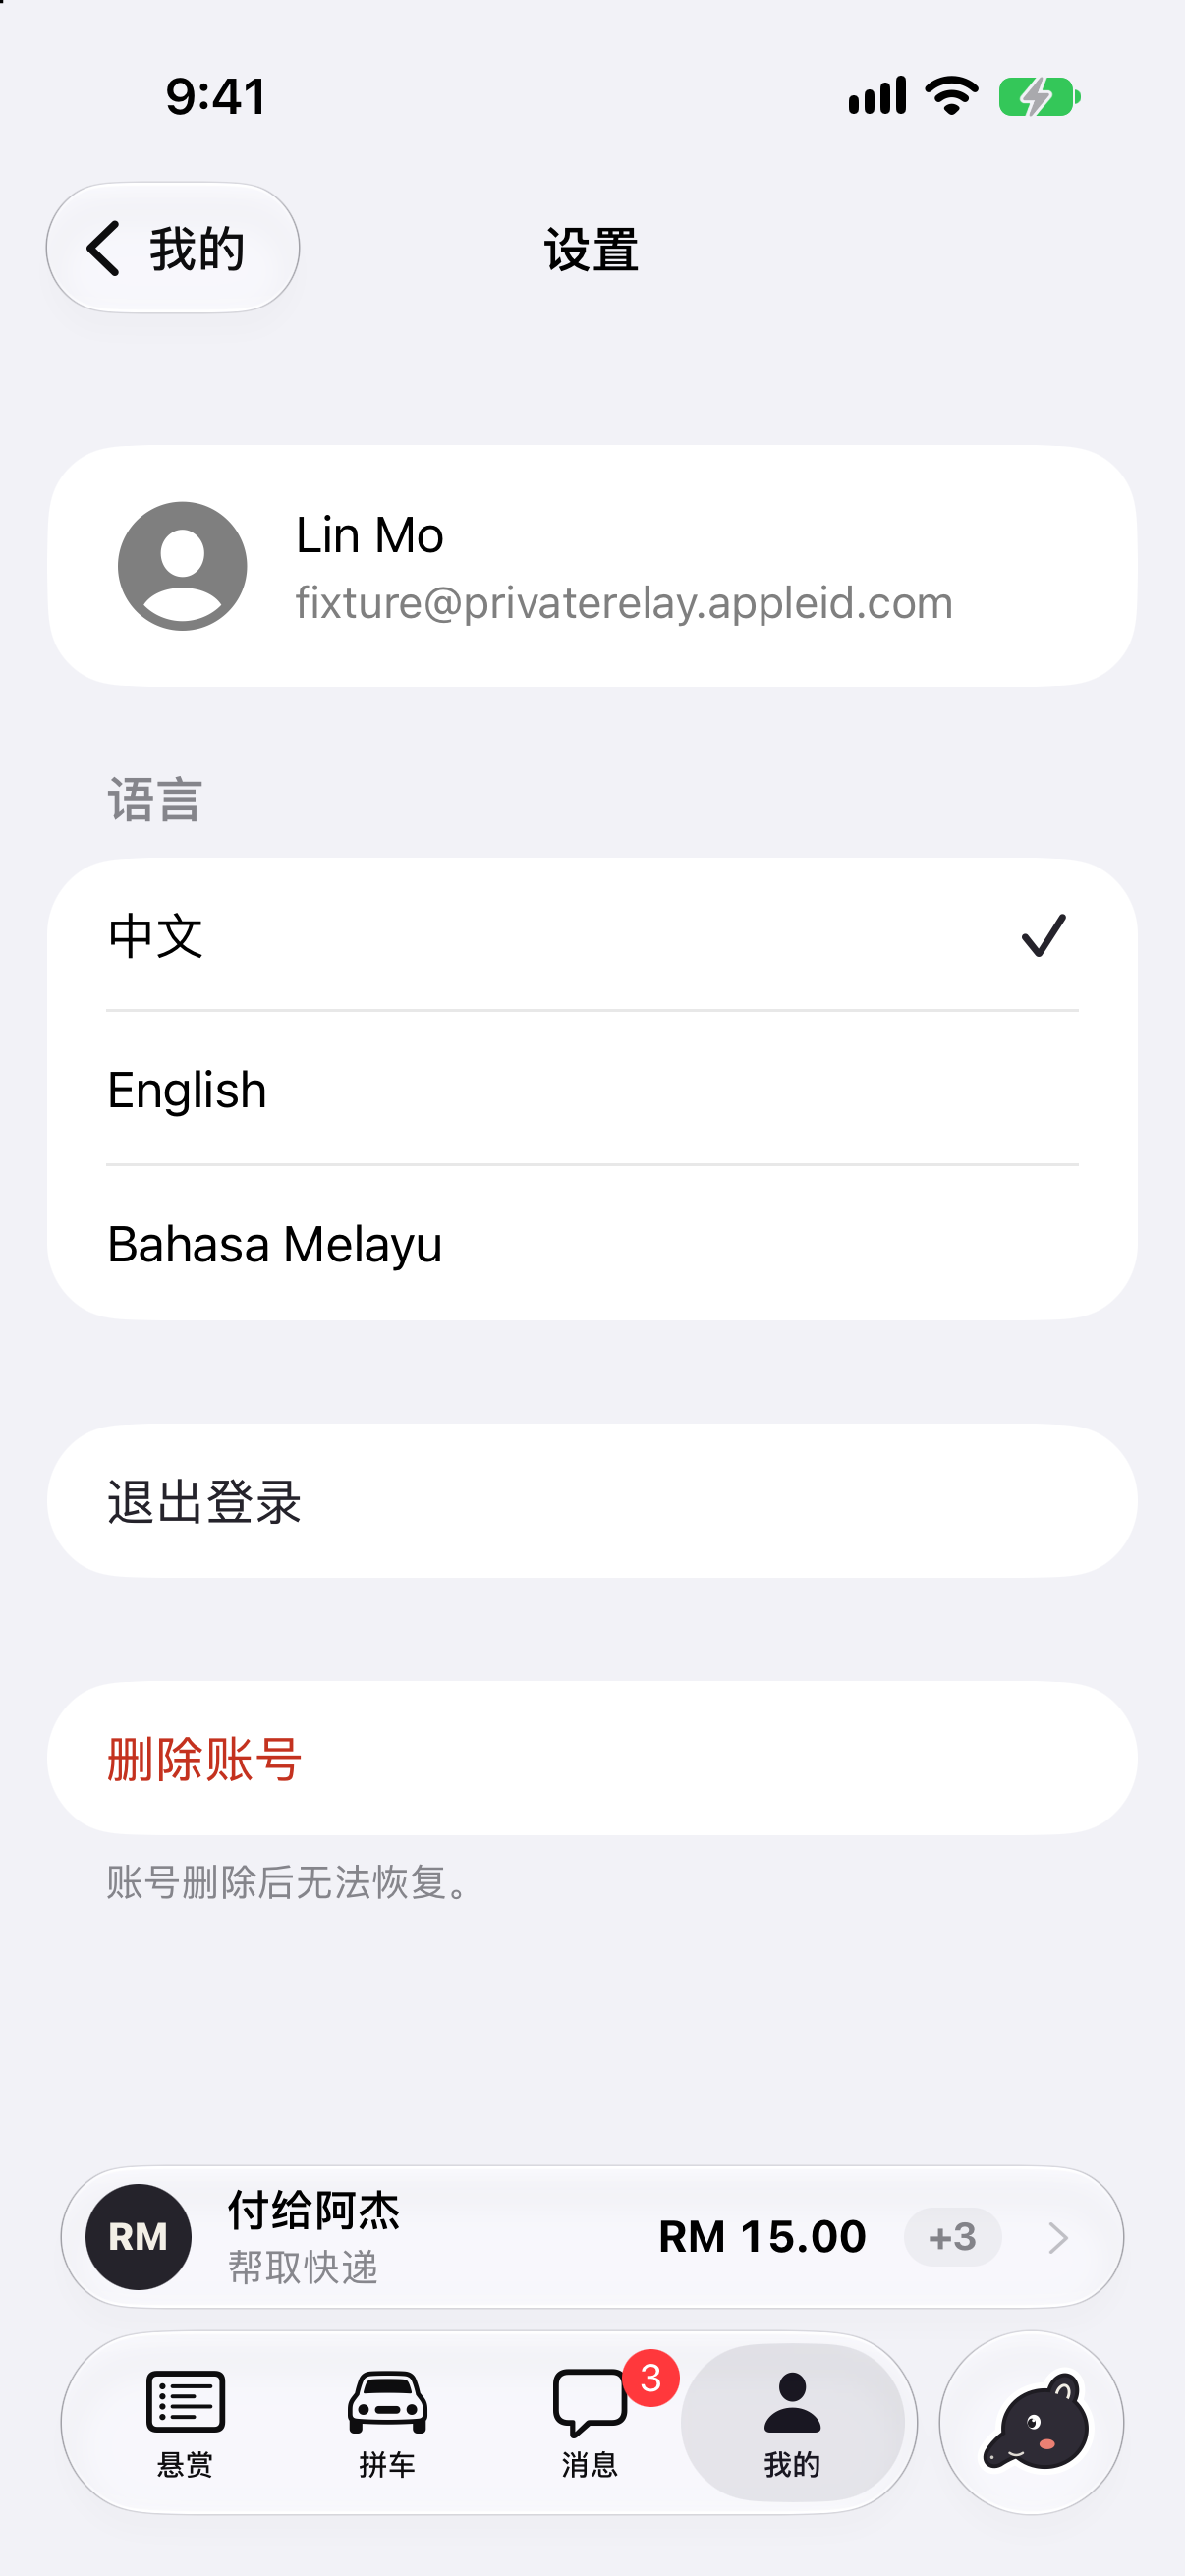 9:41
我的
设置
Lin Mo
fixture@privaterelay.appleid.com
语言
中文
English
Bahasa Melayu
退出登录
删除账号
账号删除后无法恢复。
RM
付给阿杰
帮取快递
RM 15.00
+3
3
悬赏
拼车
消息
我的